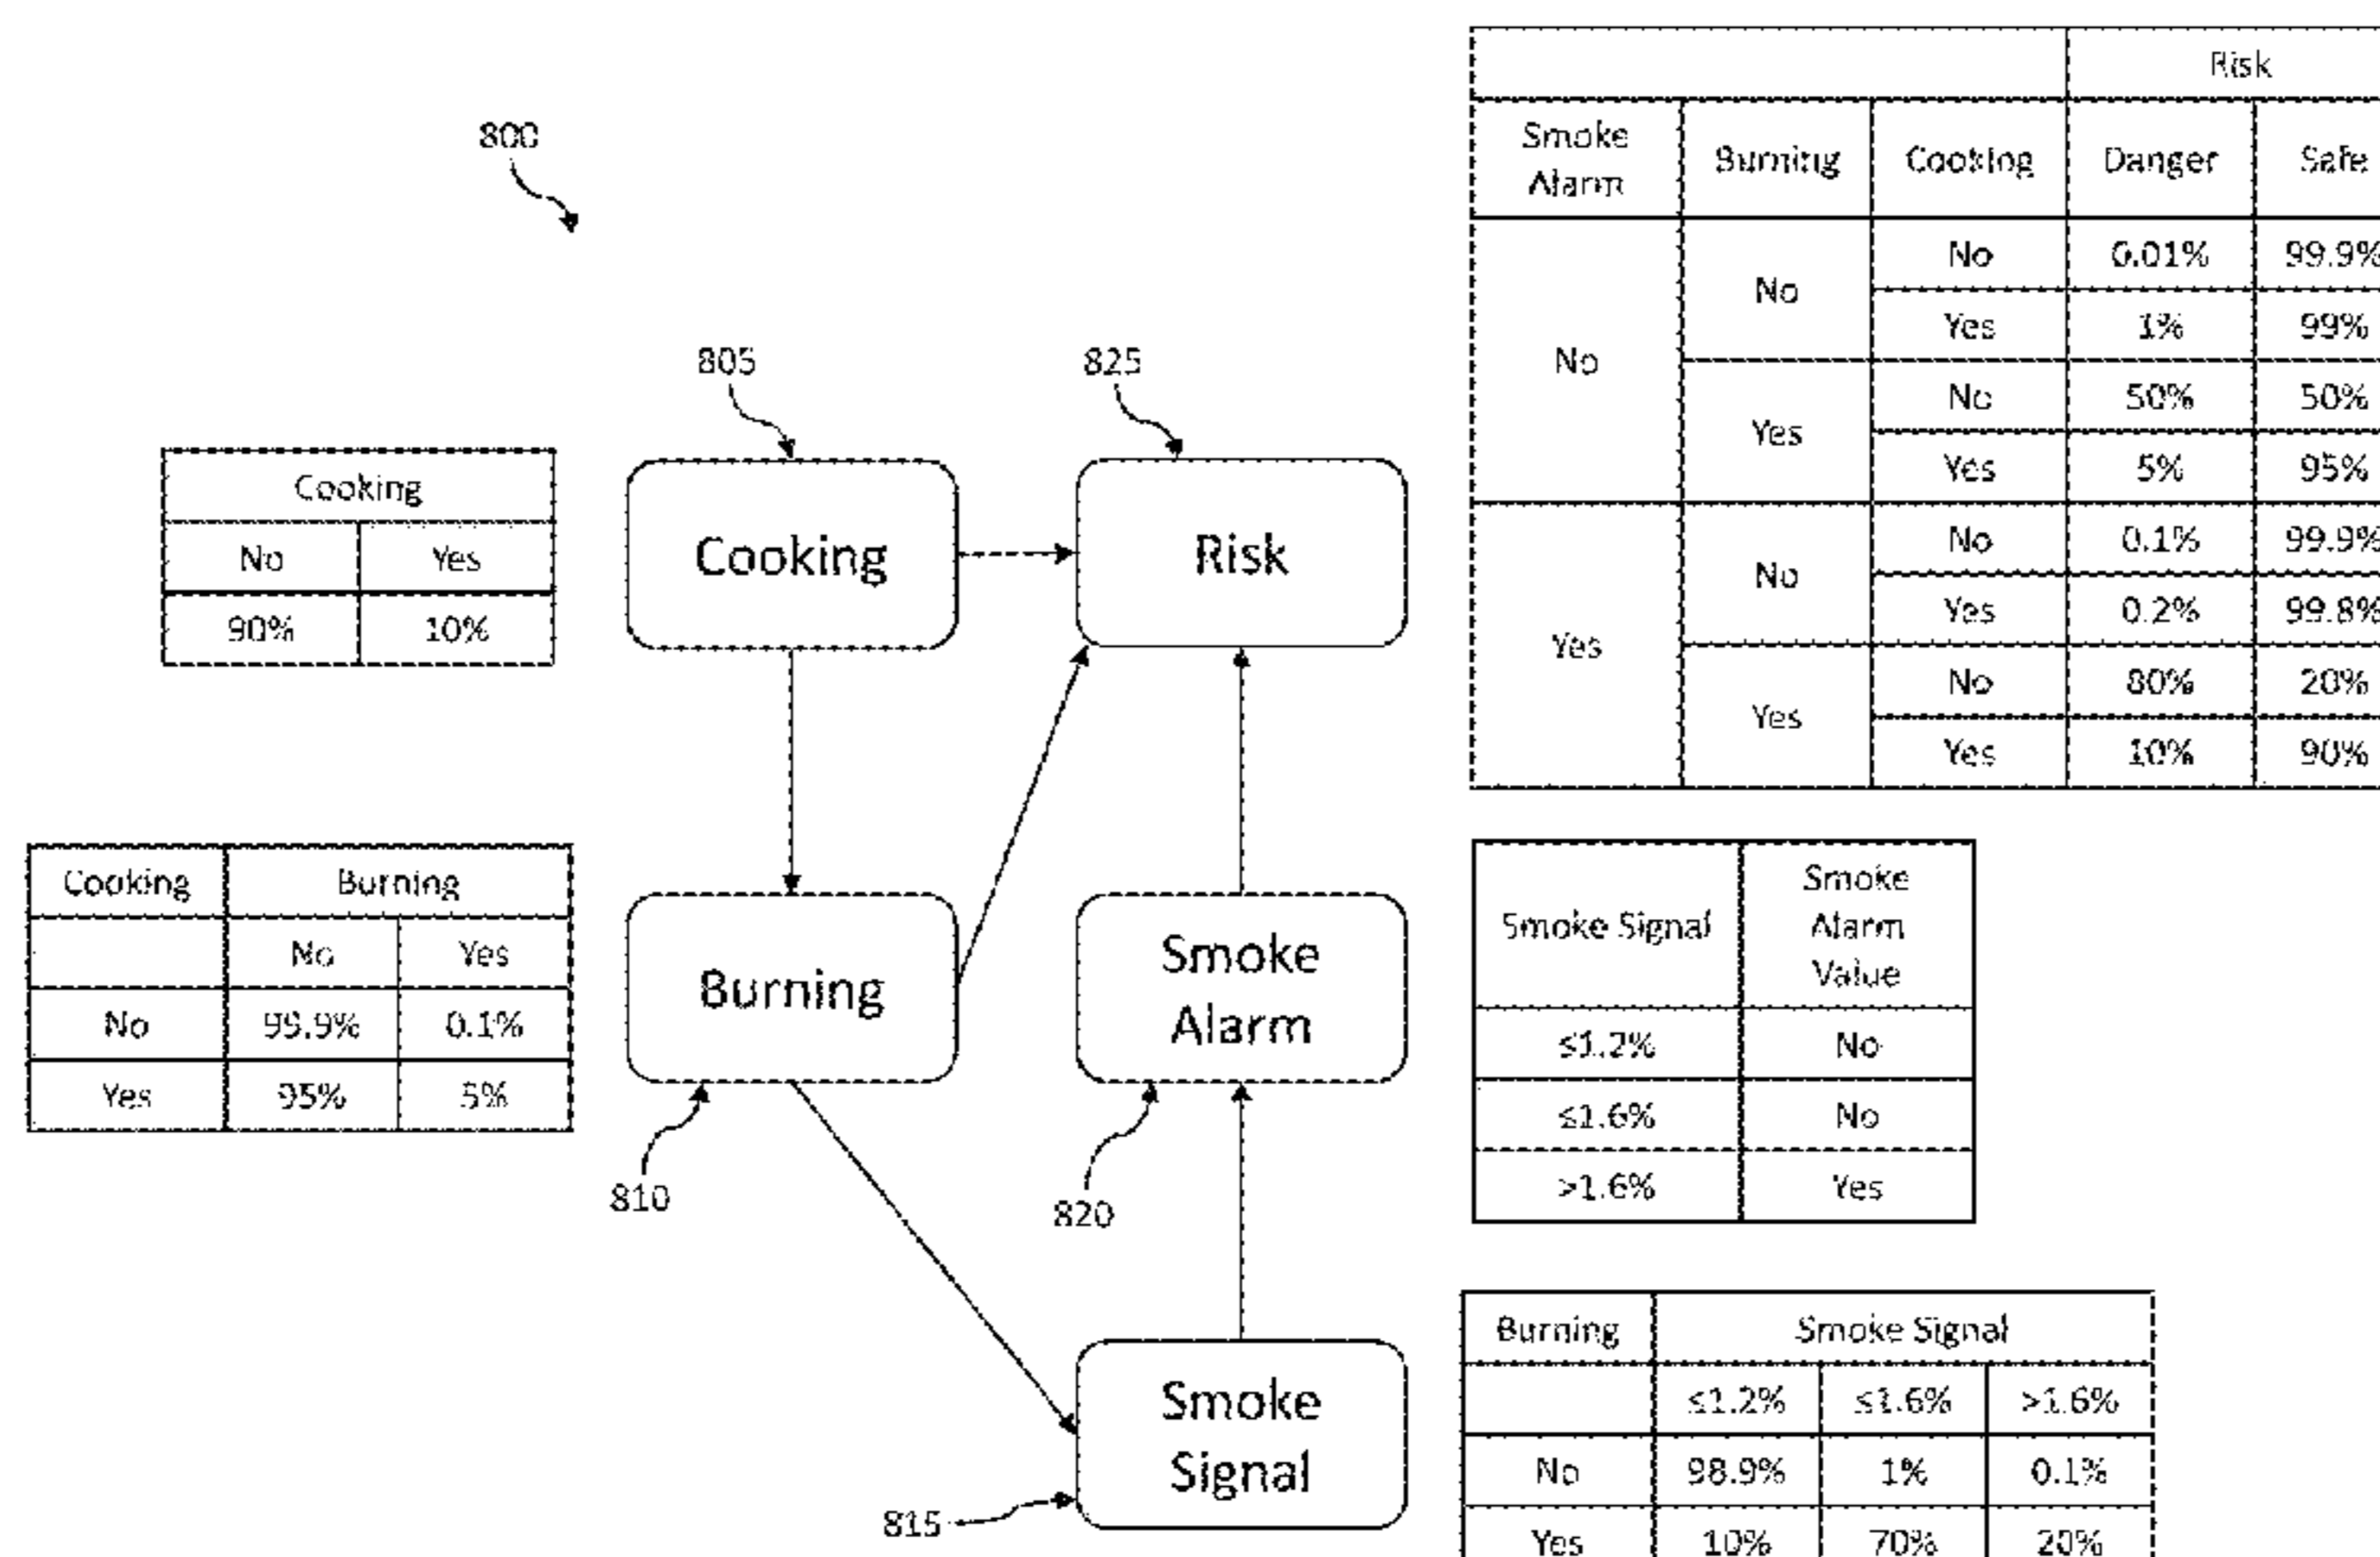 800
805
825
Cooking
No Yes
90% 10%
Cooking
Risk
Cooking Burning
No Yes
No 99.9% 0.1%
Yes 95% 5%
Burning
Smoke
Alarm
810
820
Smoke
Signal
815
Risk
Smoke
Alarm
Burning Cooking Danger Safe
No No No 0.01% 99.9%
Yes 1% 99%
Yes No 50% 50%
Yes 5% 95%
Yes No No 0.1% 99.9%
Yes 0.2% 99.8%
Yes No 80% 20%
Yes 10% 90%
Smoke Signal
Smoke
Alarm
Value
≤1.2% No
≤1.6% No
>1.6% Yes
Burning Smoke Signal
≤1.2% ≤1.6% >1.6%
No 98.9% 1% 0.1%
Yes 10% 70% 20%